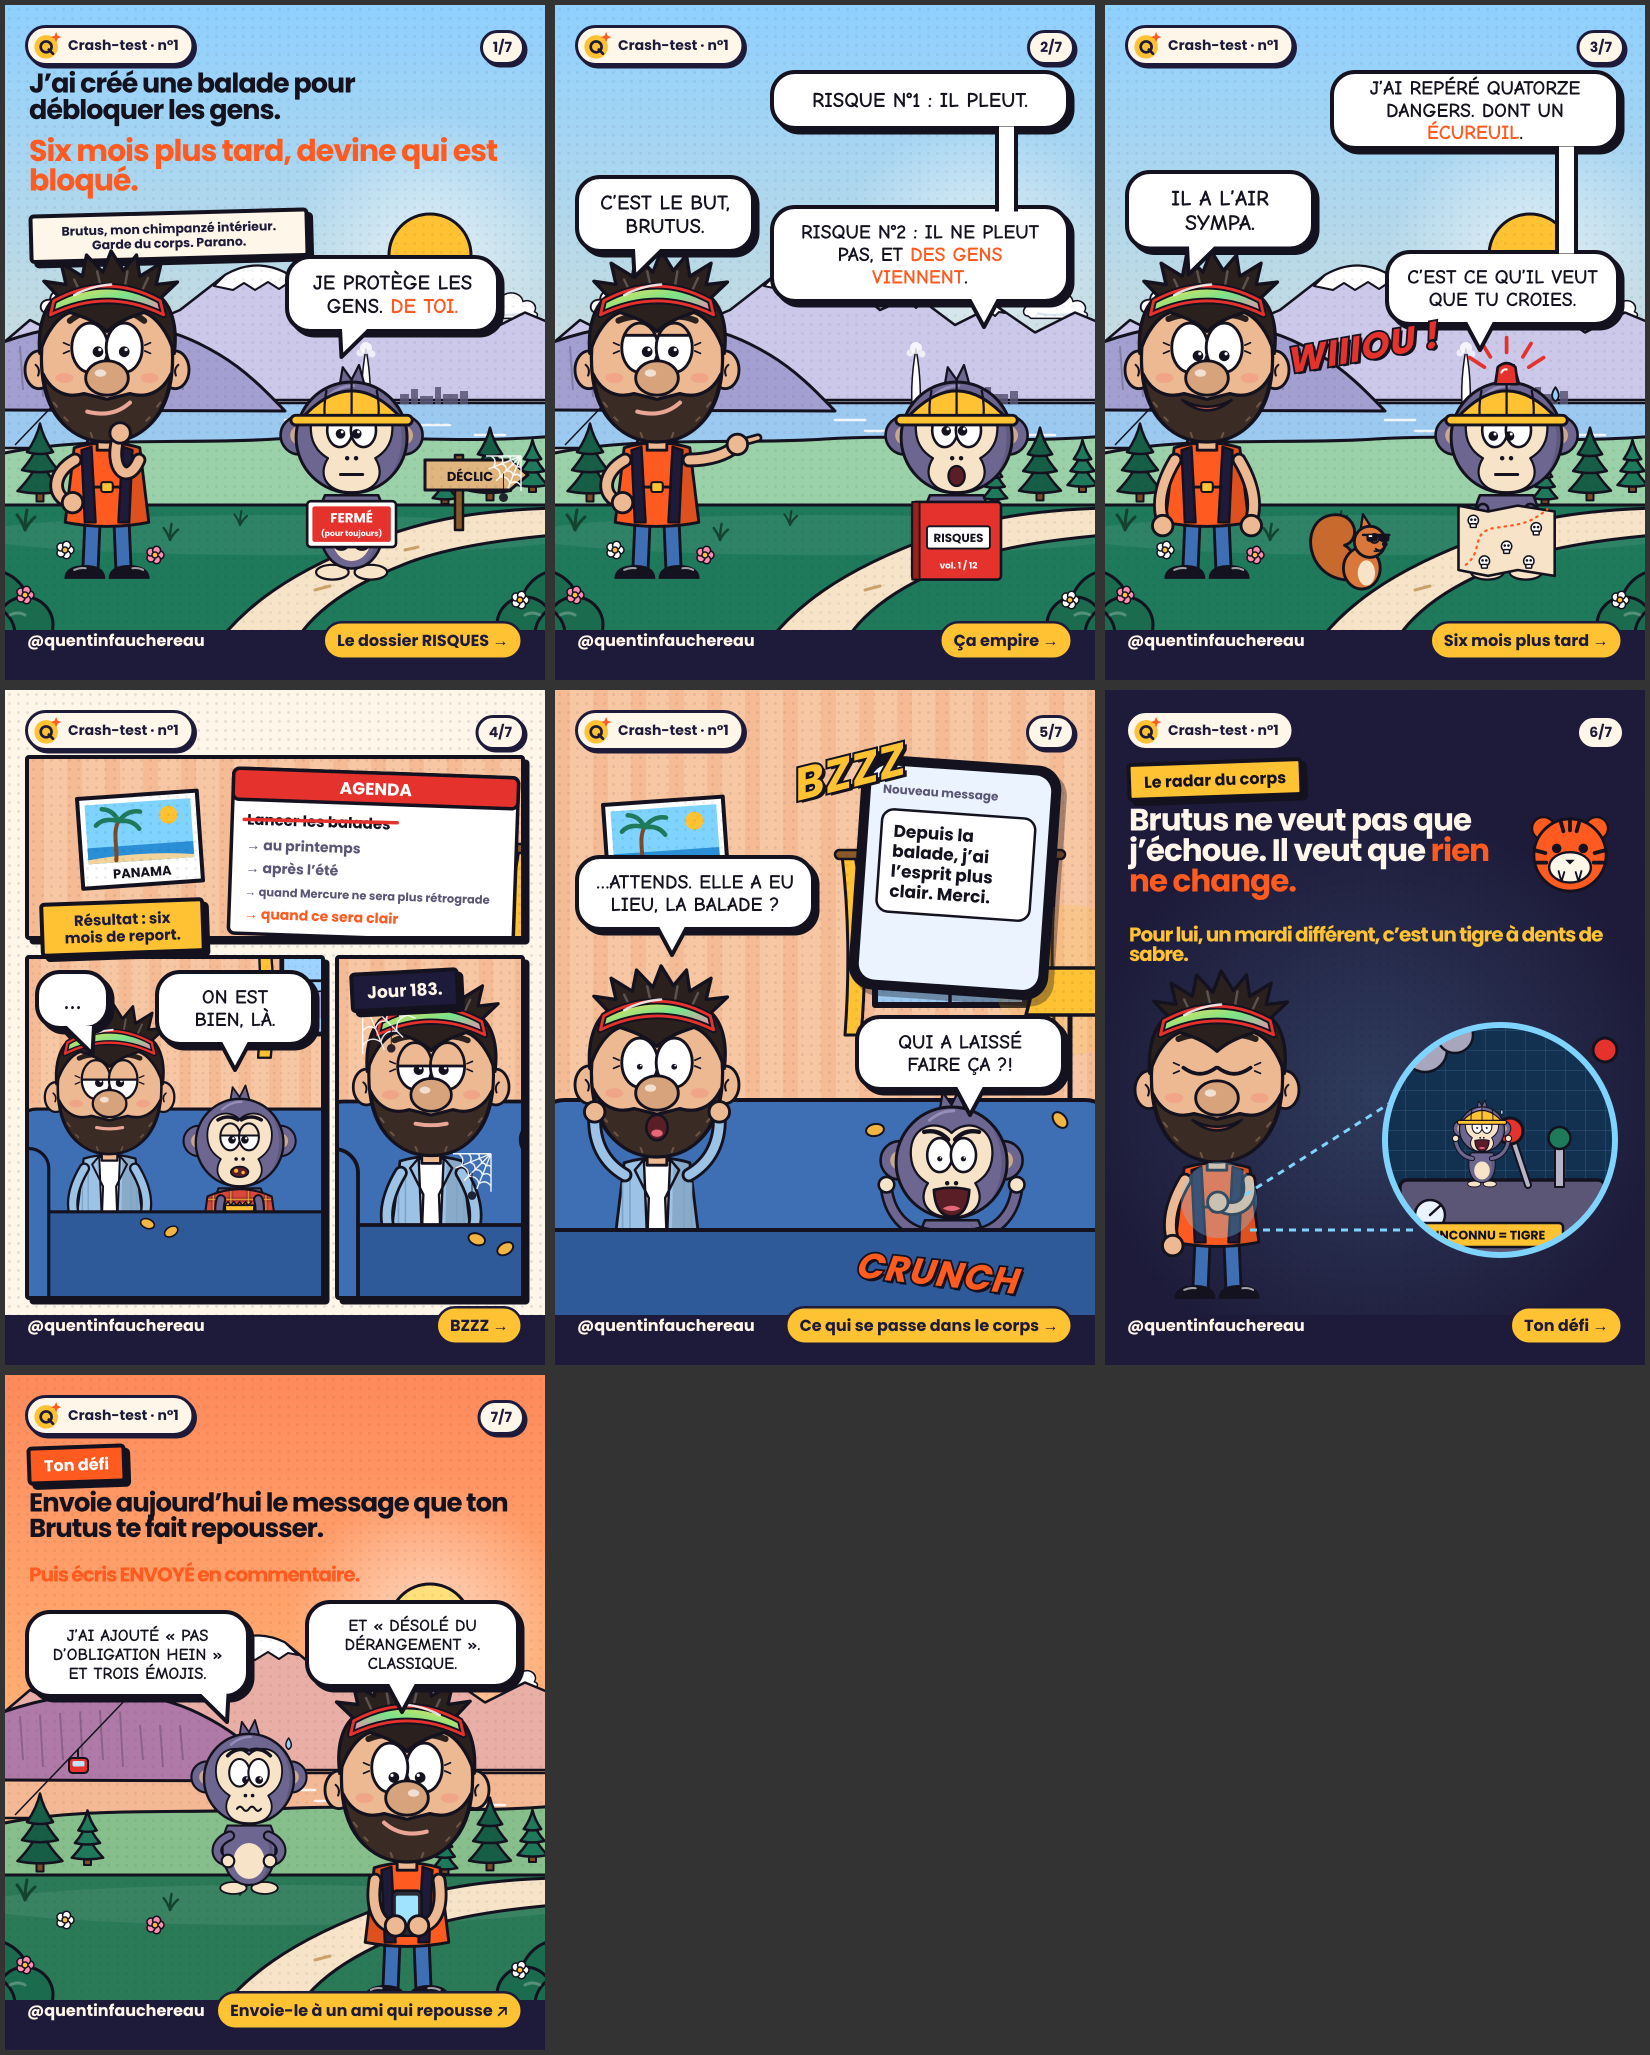 Q Crash-test · n°1
1/7
J'ai créé une balade pour
débloquer les gens.
Six mois plus tard, devine qui est
bloqué.
Brutus, mon chimpanzé intérieur.
Garde du corps. Parano.
JE PROTÈGE LES
GENS. DE TOI.
DÉCLIC
FERMÉ
(pour toujours)
@quentinfauchereau
Le dossier RISQUES →
Q Crash-test · n°1
2/7
RISQUE N°1 : IL PLEUT.
C'EST LE BUT,
BRUTUS.
RISQUE N°2 : IL NE PLEUT
PAS, ET DES GENS
VIENNENT.
RISQUES
vol. 1 / 12
@quentinfauchereau
Ça empire →
Q Crash-test · n°1
3/7
J'AI REPÉRÉ QUATORZE
DANGERS. DONT UN
ÉCUREUIL.
IL A L'AIR
SYMPA.
C'EST CE QU'IL VEUT
QUE TU CROIES.
WIIIOU !
@quentinfauchereau
Six mois plus tard →
Q Crash-test · n°1
4/7
PANAMA
AGENDA
Lancer les balades
→ au printemps
→ après l'été
→ quand Mercure ne sera plus rétrograde
→ quand ce sera clair
Résultat : six
mois de report.
...
ON EST
BIEN, LÀ.
Jour 183.
@quentinfauchereau
BZZZ →
Q Crash-test · n°1
5/7
BZZZ
Nouveau message
Depuis la
balade, j'ai
l'esprit plus
clair. Merci.
...ATTENDS. ELLE A EU
LIEU, LA BALADE ?
QUI A LAISSÉ
FAIRE ÇA ?!
CRUNCH
@quentinfauchereau
Ce qui se passe dans le corps →
Q Crash-test · n°1
6/7
Le radar du corps
Brutus ne veut pas que
j'échoue. Il veut que rien
ne change.
Pour lui, un mardi différent, c'est un tigre à dents de
sabre.
INCONNU = TIGRE
@quentinfauchereau
Ton défi →
Q Crash-test · n°1
7/7
Ton défi
Envoie aujourd'hui le message que ton
Brutus te fait repousser.
Puis écris ENVOYÉ en commentaire.
J'AI AJOUTÉ « PAS
D'OBLIGATION HEIN »
ET TROIS ÉMOJIS.
ET « DÉSOLÉ DU
DÉRANGEMENT ».
CLASSIQUE.
@quentinfauchereau
Envoie-le à un ami qui repousse ↗